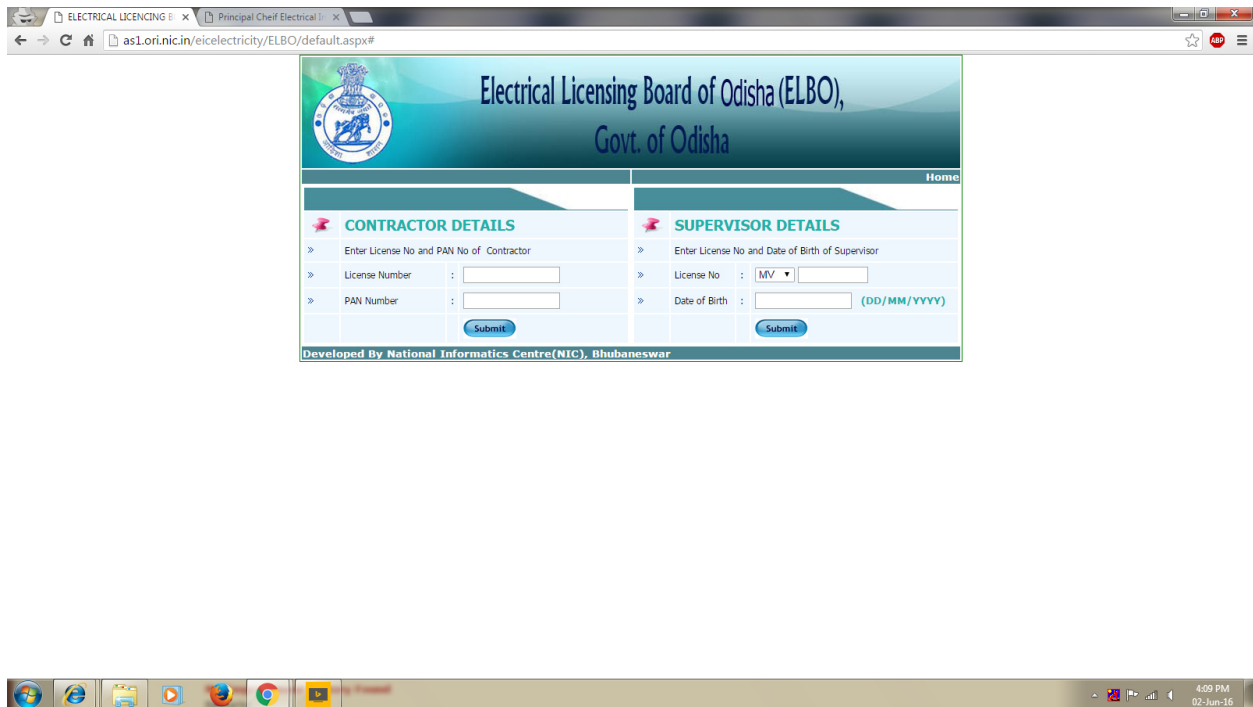 ELECTRICAL LICENCING B
Principal Cheif Electrical In
as1.ori.nic.in/eicelectricity/ELBO/default.aspx#
ABP
Electrical Licensing Board of Odisha (ELBO),
Govt. of Odisha
Home
CONTRACTOR DETAILS
» Enter License No and PAN No of Contractor
» License Number :
» PAN Number :
Submit
SUPERVISOR DETAILS
» Enter License No and Date of Birth of Supervisor
» License No : MV
» Date of Birth : (DD/MM/YYYY)
Submit
Developed By National Informatics Centre(NIC), Bhubaneswar
4:09 PM
02-Jun-16